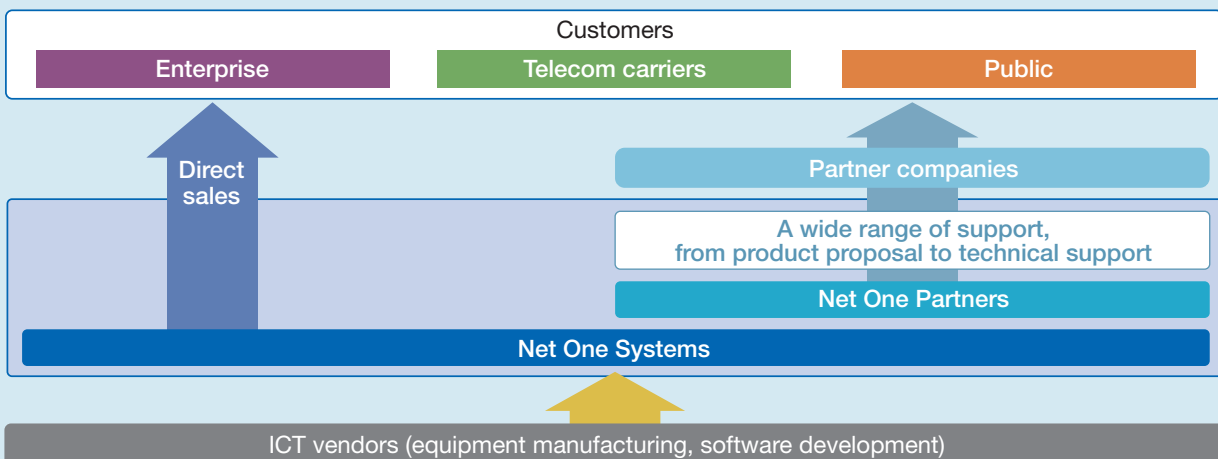 Customers
Enterprise
Telecom carriers
Public
Direct
sales
Partner companies
A wide range of support,
from product proposal to technical support
Net One Partners
Net One Systems
ICT vendors (equipment manufacturing, software development)